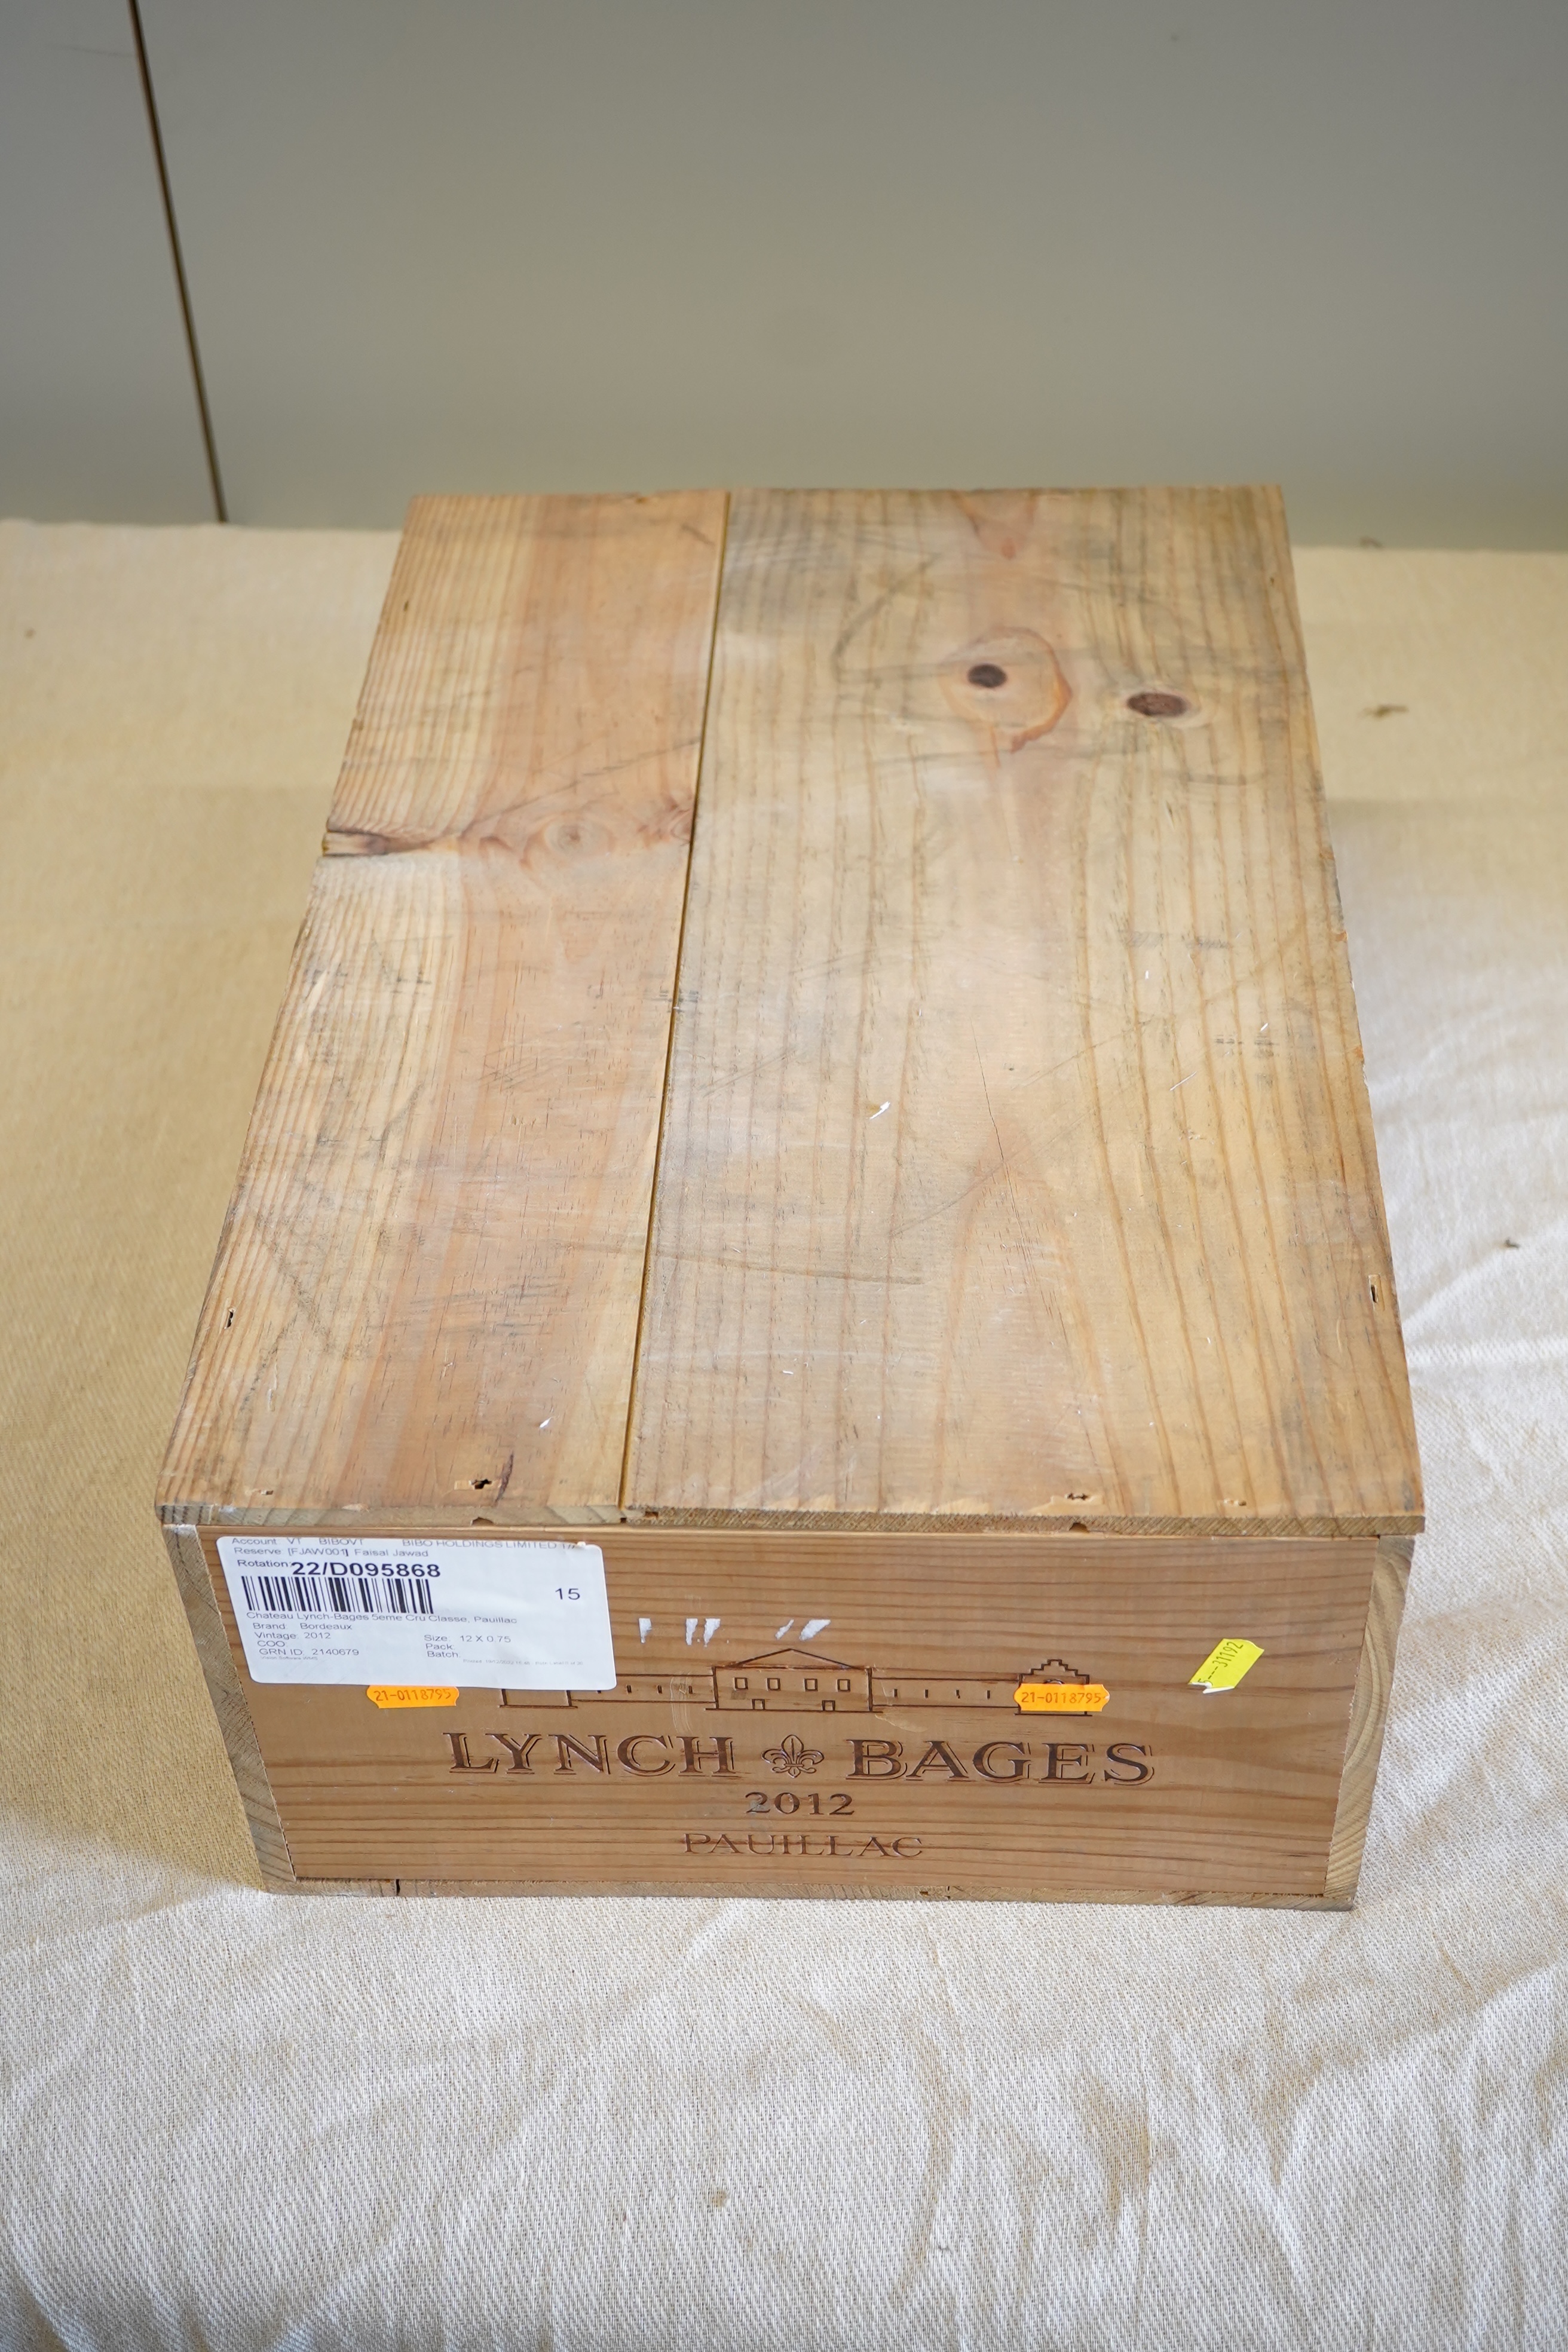 Account VT BIBOVT BIBO HOLDINGS LIMITED T/A
Reserve [FJAW001] Faisal Jawad
Rotation: 22/D095868
15
Chateau Lynch-Bages 5eme Cru Classe, Pauillac
Brand: Bordeaux
Vintage: 2012 Size: 12 X 0.75
COO: Pack:
GRN ID: 2140679 Batch:
21-0118795
21-0118795
31192
LYNCH BAGES
2012
PAUILLAC